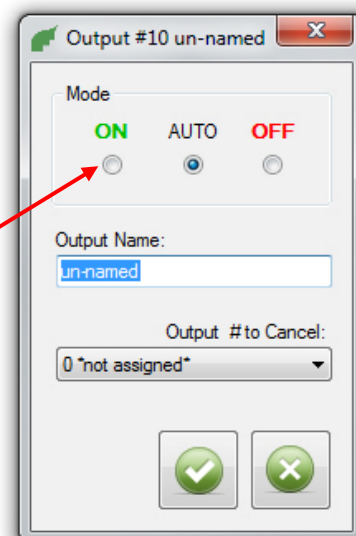 Output #10 un-named
Mode
ON AUTO OFF
Output Name:
un-named
Output # to Cancel:
0 *not assigned*